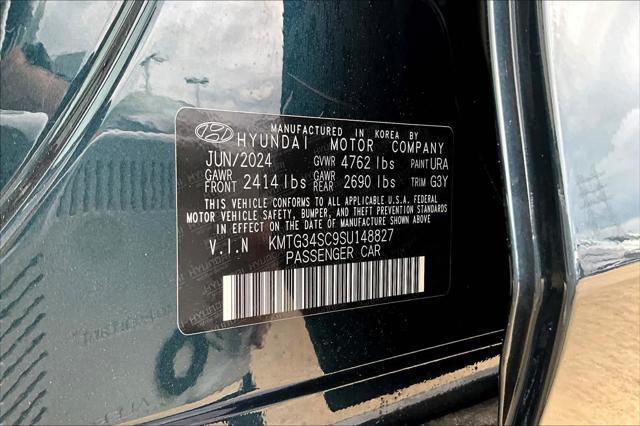 MANUFACTURED IN KOREA BY
HYUNDAI MOTOR COMPANY
JUN/2024 GVWR 4762 lbs PAINT URA
GAWR FRONT 2414 lbs GAWR REAR 2690 lbs TRIM G3Y
THIS VEHICLE CONFORMS TO ALL APPLICABLE U.S.A. FEDERAL
MOTOR VEHICLE SAFETY, BUMPER, AND THEFT PREVENTION STANDARDS
IN EFFECT ON THE DATE OF MANUFACTURE SHOWN ABOVE.
V.I.N KMTG34SC9SU148827
PASSENGER CAR